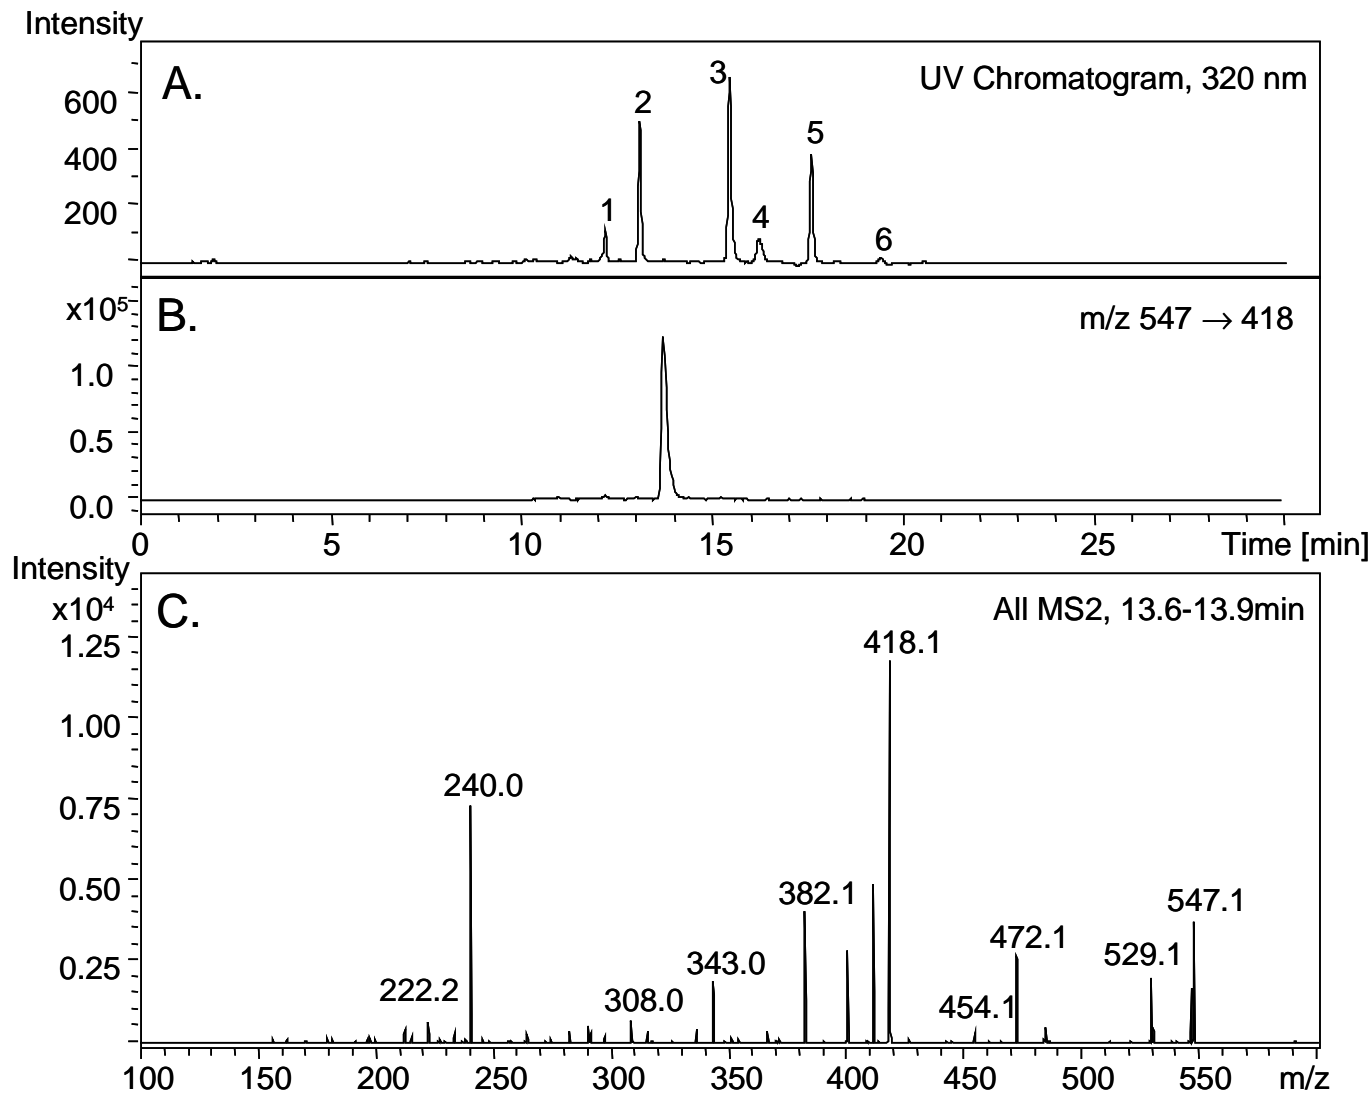 Intensity
A.
UV Chromatogram, 320 nm
600
400
200
1
2
3
4
5
6
x10⁵
B.
m/z 547 → 418
1.0
0.5
0.0
0 5 10 15 20 25 Time [min]
Intensity
x10⁴
C.
All MS2, 13.6-13.9min
1.25
1.00
0.75
0.50
0.25
222.2
240.0
308.0
343.0
382.1
418.1
454.1
472.1
529.1
547.1
100 150 200 250 300 350 400 450 500 550 m/z